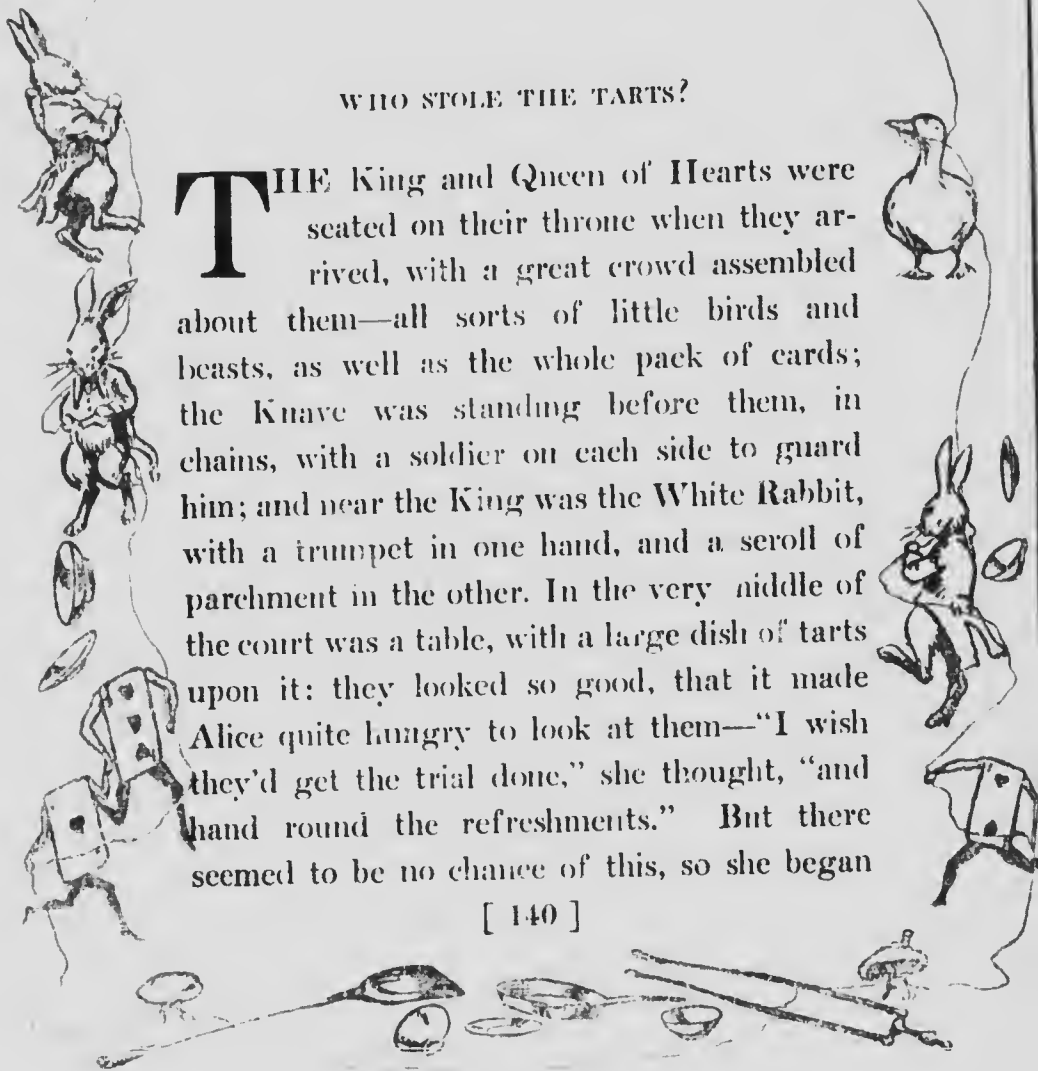 WHO STOLE THE TARTS?
THE King and Queen of Hearts were
seated on their throne when they ar-
rived, with a great crowd assembled
about them—all sorts of little birds and
beasts, as well as the whole pack of cards;
the Knave was standing before them, in
chains, with a soldier on each side to guard
him; and near the King was the White Rabbit,
with a trumpet in one hand, and a scroll of
parchment in the other. In the very middle of
the court was a table, with a large dish of tarts
upon it: they looked so good, that it made
Alice quite hungry to look at them—"I wish
they'd get the trial done," she thought, "and
hand round the refreshments." But there
seemed to be no chance of this, so she began
[ 140 ]